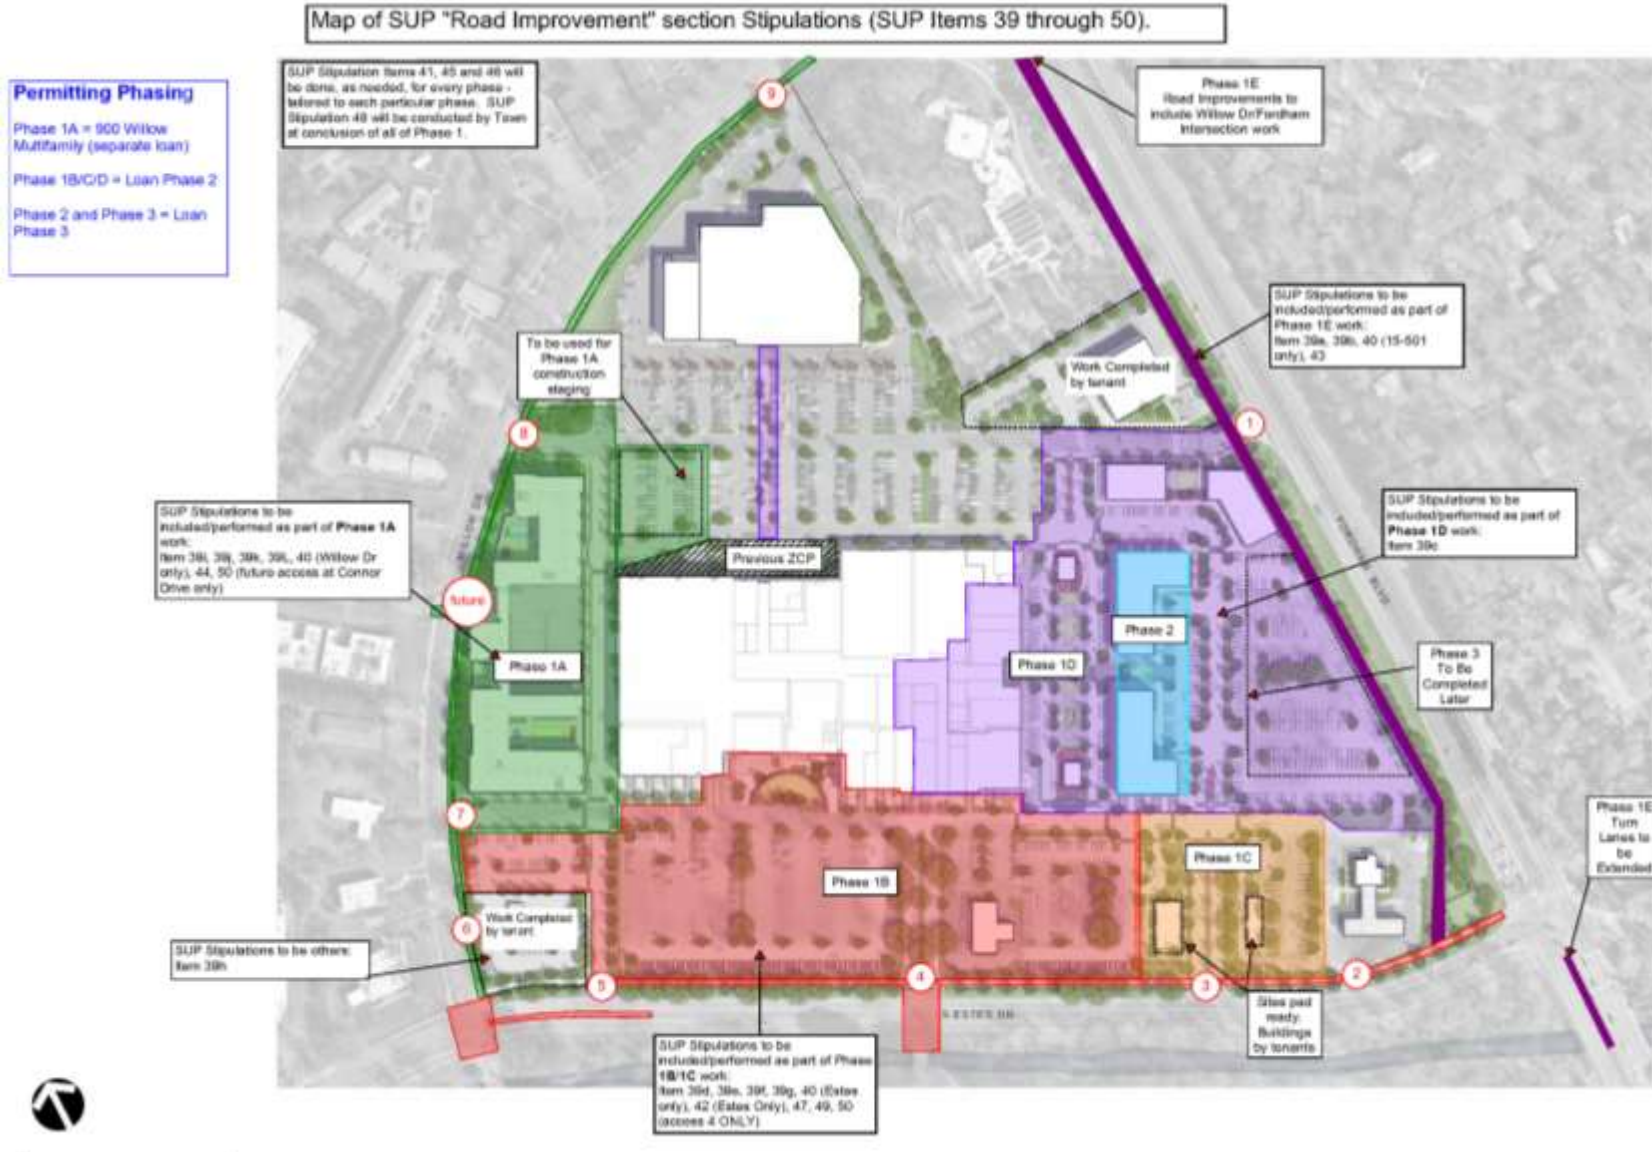 Map of SUP "Road Improvement" section Stipulations (SUP Items 39 through 50).
Permitting Phasing
Phase 1A = 900 Willow
Multifamily (separate loan)
Phase 1B/C/D = Loan Phase 2
Phase 2 and Phase 3 = Loan
Phase 3
SUP Stipulation Items 41, 45 and 46 will
be done, as needed, for every phase -
tailored to each particular phase. SUP
Stipulation 48 will be conducted by Town
at conclusion of all of Phase 1.
9
Phase 1E
Road Improvements to
include Willow Dr/Fordham
Intersection work
SUP Stipulations to be
included/performed as part of
Phase 1E work:
Item 39a, 39b, 40 (15-501
only), 43
To be used for
Phase 1A
construction
staging
Work Completed
by tenant
8
1
WILLOW DR
SUP Stipulations to be
included/performed as part of Phase 1A
work:
Item 39i, 39j, 39k, 39L, 40 (Willow Dr
only), 44, 50 (future access at Connor
Drive only)
SUP Stipulations to be
included/performed as part of
Phase 1D work:
Item 39c
Previous ZCP
FORDHAM BLVD
future
Phase 2
Phase 1A
Phase 1D
Phase 3
To Be
Completed
Later
7
Phase 1E
Turn
Lanes to
be
Extended
Phase 1B
Phase 1C
6
Work Completed
by tenant
SUP Stipulations to be others:
Item 39h
5
4
3
2
S ESTES DR
Sites pad
ready.
Buildings
by tenants
SUP Stipulations to be
included/performed as part of Phase
1B/1C work:
Item 39d, 39e, 39f, 39g, 40 (Estes
only), 42 (Estes Only), 47, 49, 50
(access 4 ONLY)